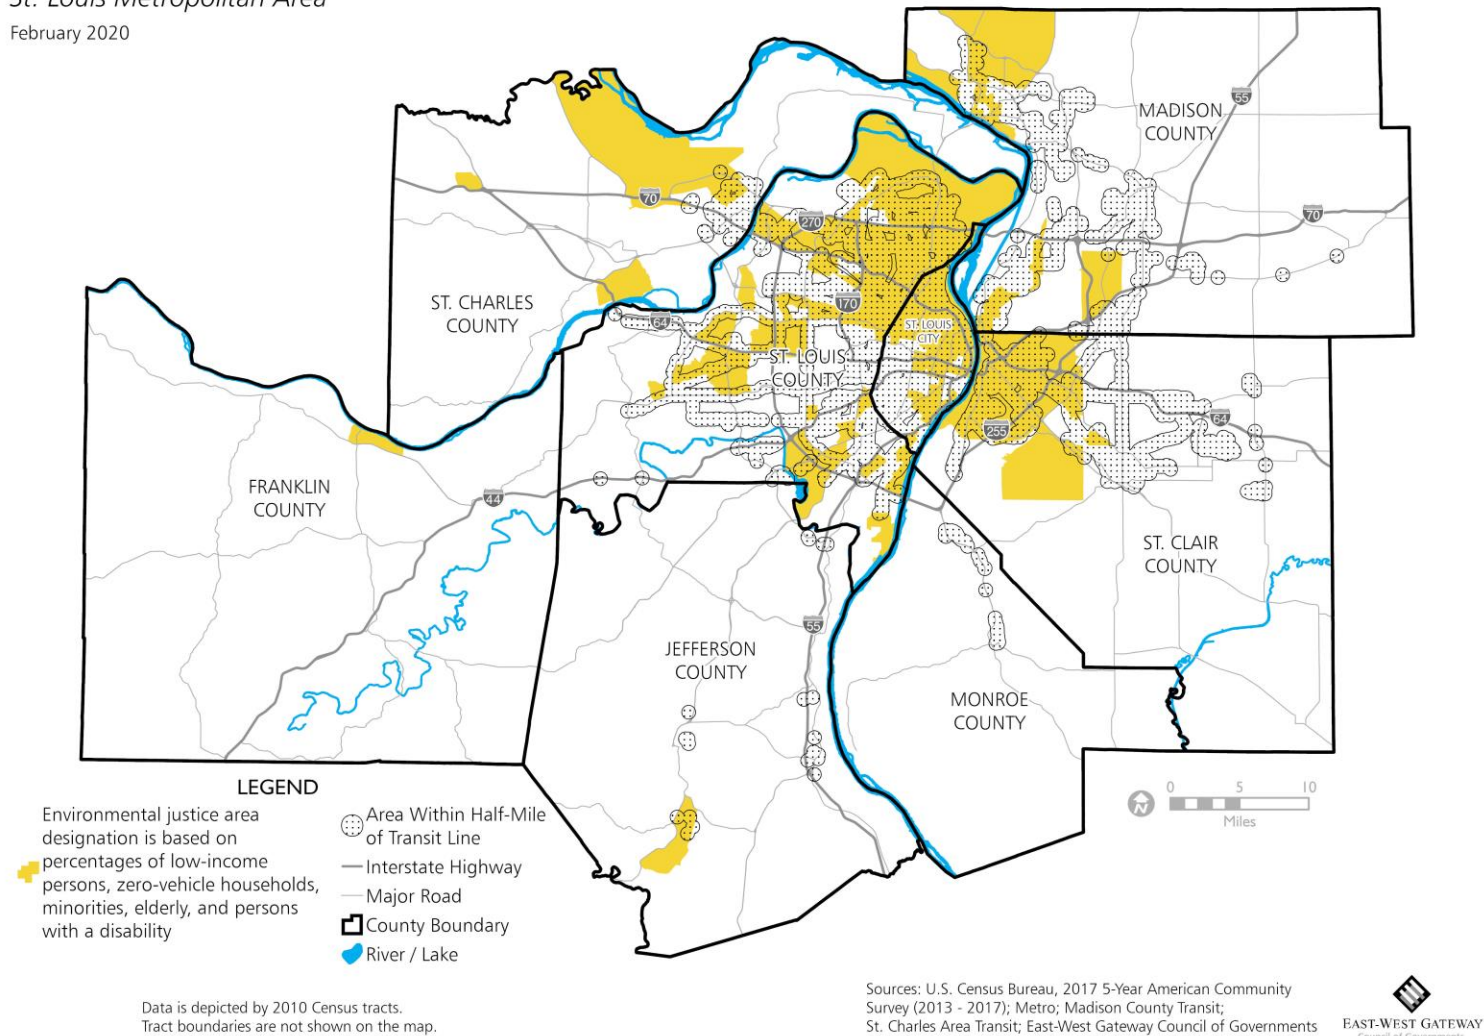 St. Louis Metropolitan Area
February 2020
MADISON
COUNTY
55
70
70
270
ST. CHARLES
COUNTY
64
170
ST. LOUIS
CITY
ST. LOUIS
COUNTY
64
255
FRANKLIN
COUNTY
44
ST. CLAIR
COUNTY
55
JEFFERSON
COUNTY
MONROE
COUNTY
LEGEND
Environmental justice area
designation is based on
percentages of low-income
persons, zero-vehicle households,
minorities, elderly, and persons
with a disability
Area Within Half-Mile
of Transit Line
Interstate Highway
Major Road
County Boundary
River / Lake
N
0 5 10
Miles
Data is depicted by 2010 Census tracts.
Tract boundaries are not shown on the map.
Sources: U.S. Census Bureau, 2017 5-Year American Community
Survey (2013 - 2017); Metro; Madison County Transit;
St. Charles Area Transit; East-West Gateway Council of Governments
EAST-WEST GATEWAY